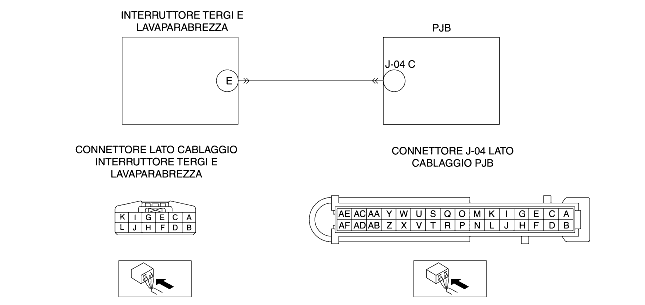 INTERRUTTORE TERGI E
LAVAPARABREZZA
PJB
E
J-04 C
CONNETTORE LATO CABLAGGIO
INTERRUTTORE TERGI E
LAVAPARABREZZA
CONNETTORE J-04 LATO
CABLAGGIO PJB
K I G E C A
L J H F D B
AE AC AA Y W U S Q O M K I G E C A
AF AD AB Z X V T R P N L J H F D B